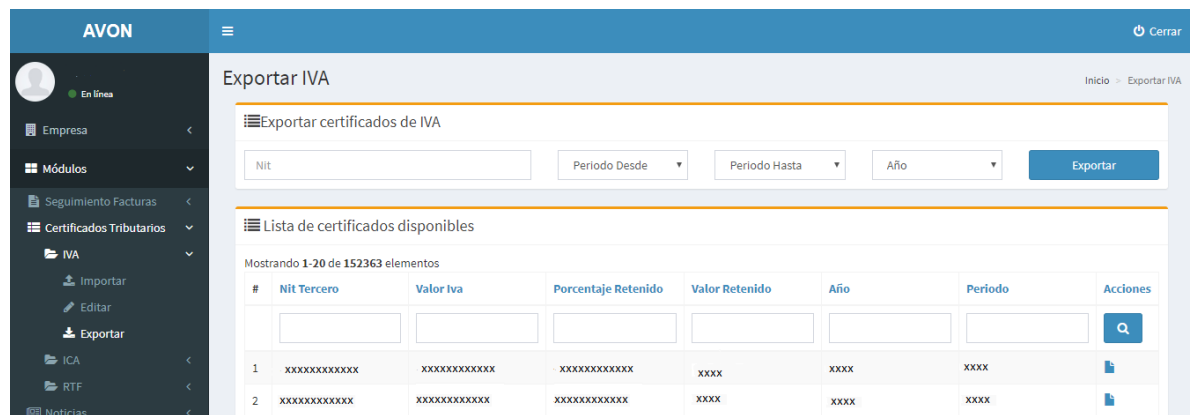 AVON
Cerrar
En línea
Exportar IVA
Inicio > Exportar IVA
Empresa
Módulos
Seguimiento Facturas
Certificados Tributarios
IVA
Importar
Editar
Exportar
ICA
RTF
Noticias
Exportar certificados de IVA
Nit Periodo Desde Periodo Hasta Año Exportar
Lista de certificados disponibles
Mostrando 1-20 de 152363 elementos
# Nit Tercero Valor Iva Porcentaje Retenido Valor Retenido Año Periodo Acciones
1 xxxxxxxxxxxx xxxxxxxxxxxx xxxxxxxxxxxx xxxx xxxx xxxx
2 xxxxxxxxxxxx xxxxxxxxxxxx xxxxxxxxxxxx xxxx xxxx xxxx